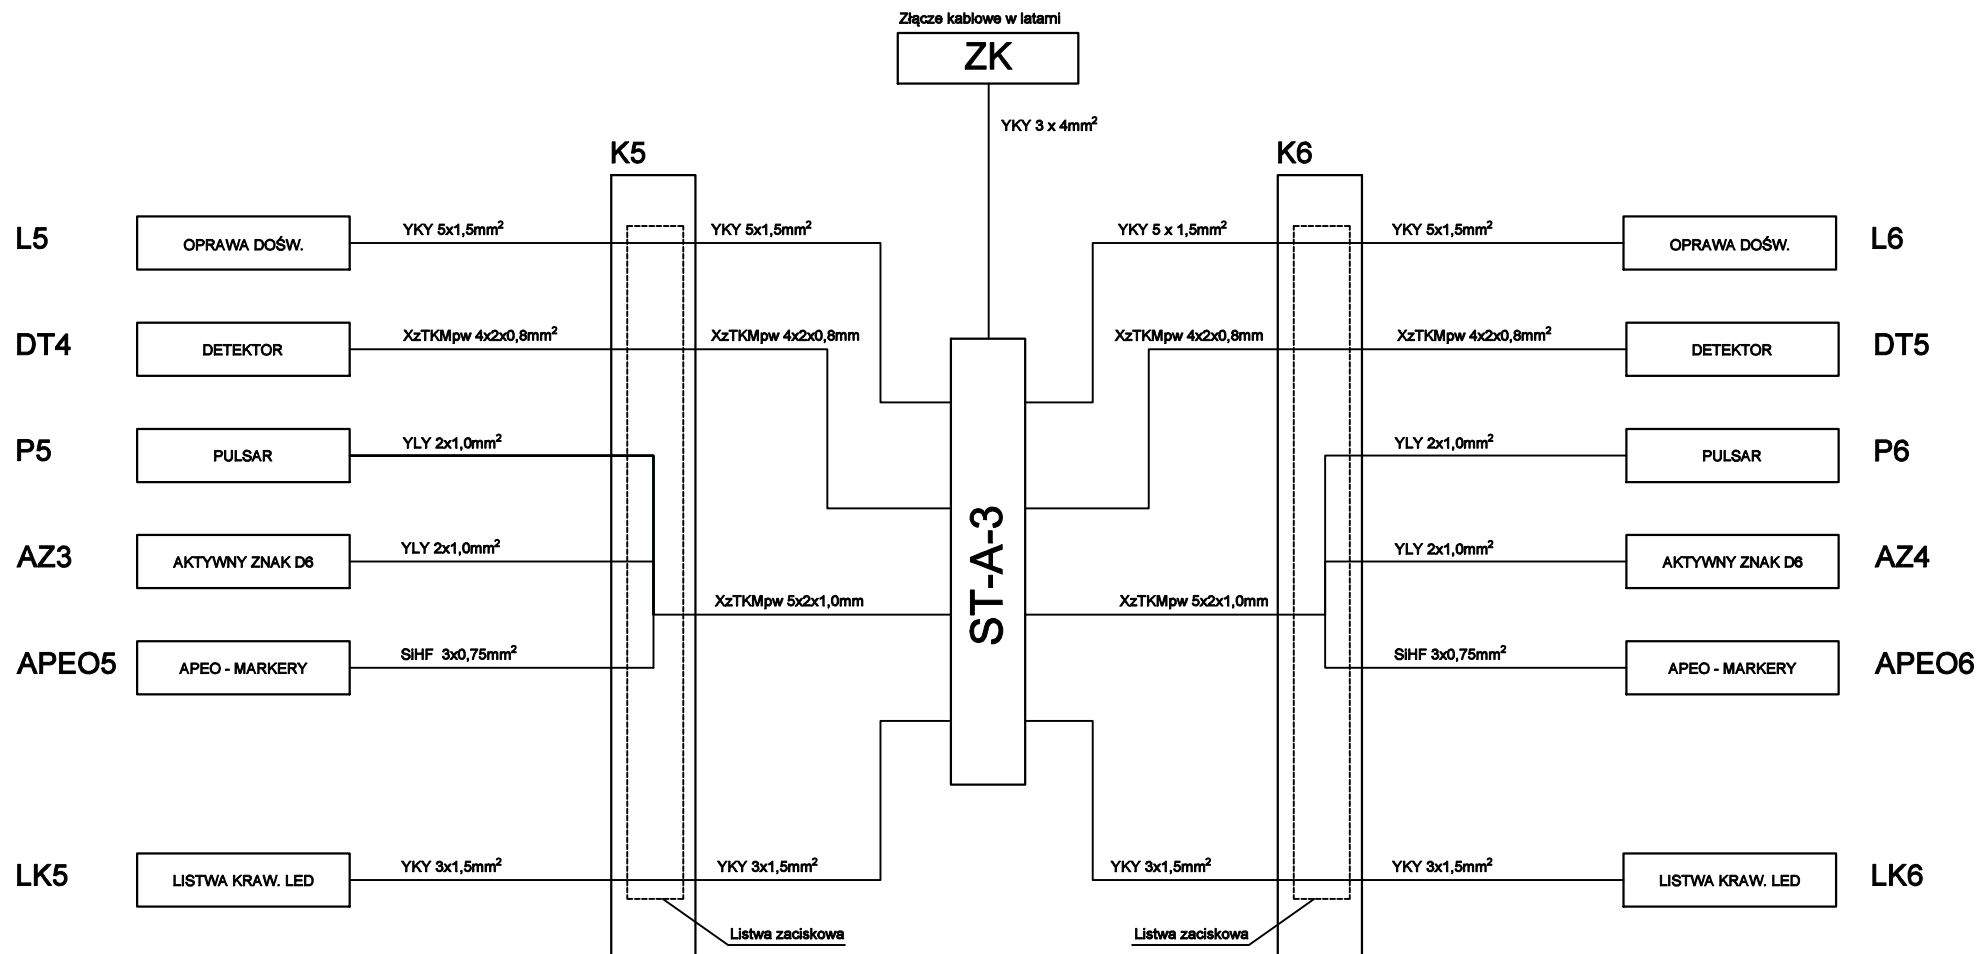 Złącze kablowe w latarni
ZK
YKY 3 x 4mm²
K5
K6
L5
OPRAWA DOŚW.
YKY 5x1,5mm²
YKY 5x1,5mm²
YKY 5 x 1,5mm²
YKY 5x1,5mm²
OPRAWA DOŚW.
L6
DT4
DETEKTOR
XzTKMpw 4x2x0,8mm²
XzTKMpw 4x2x0,8mm
XzTKMpw 4x2x0,8mm
XzTKMpw 4x2x0,8mm²
DETEKTOR
DT5
P5
PULSAR
YLY 2x1,0mm²
YLY 2x1,0mm²
PULSAR
P6
ST-A-3
AZ3
AKTYWNY ZNAK D6
YLY 2x1,0mm²
YLY 2x1,0mm²
AKTYWNY ZNAK D6
AZ4
XzTKMpw 5x2x1,0mm
XzTKMpw 5x2x1,0mm
APEO5
APEO - MARKERY
SiHF 3x0,75mm²
SiHF 3x0,75mm²
APEO - MARKERY
APEO6
LK5
LISTWA KRAW. LED
YKY 3x1,5mm²
YKY 3x1,5mm²
YKY 3x1,5mm²
YKY 3x1,5mm²
LISTWA KRAW. LED
LK6
Listwa zaciskowa
Listwa zaciskowa